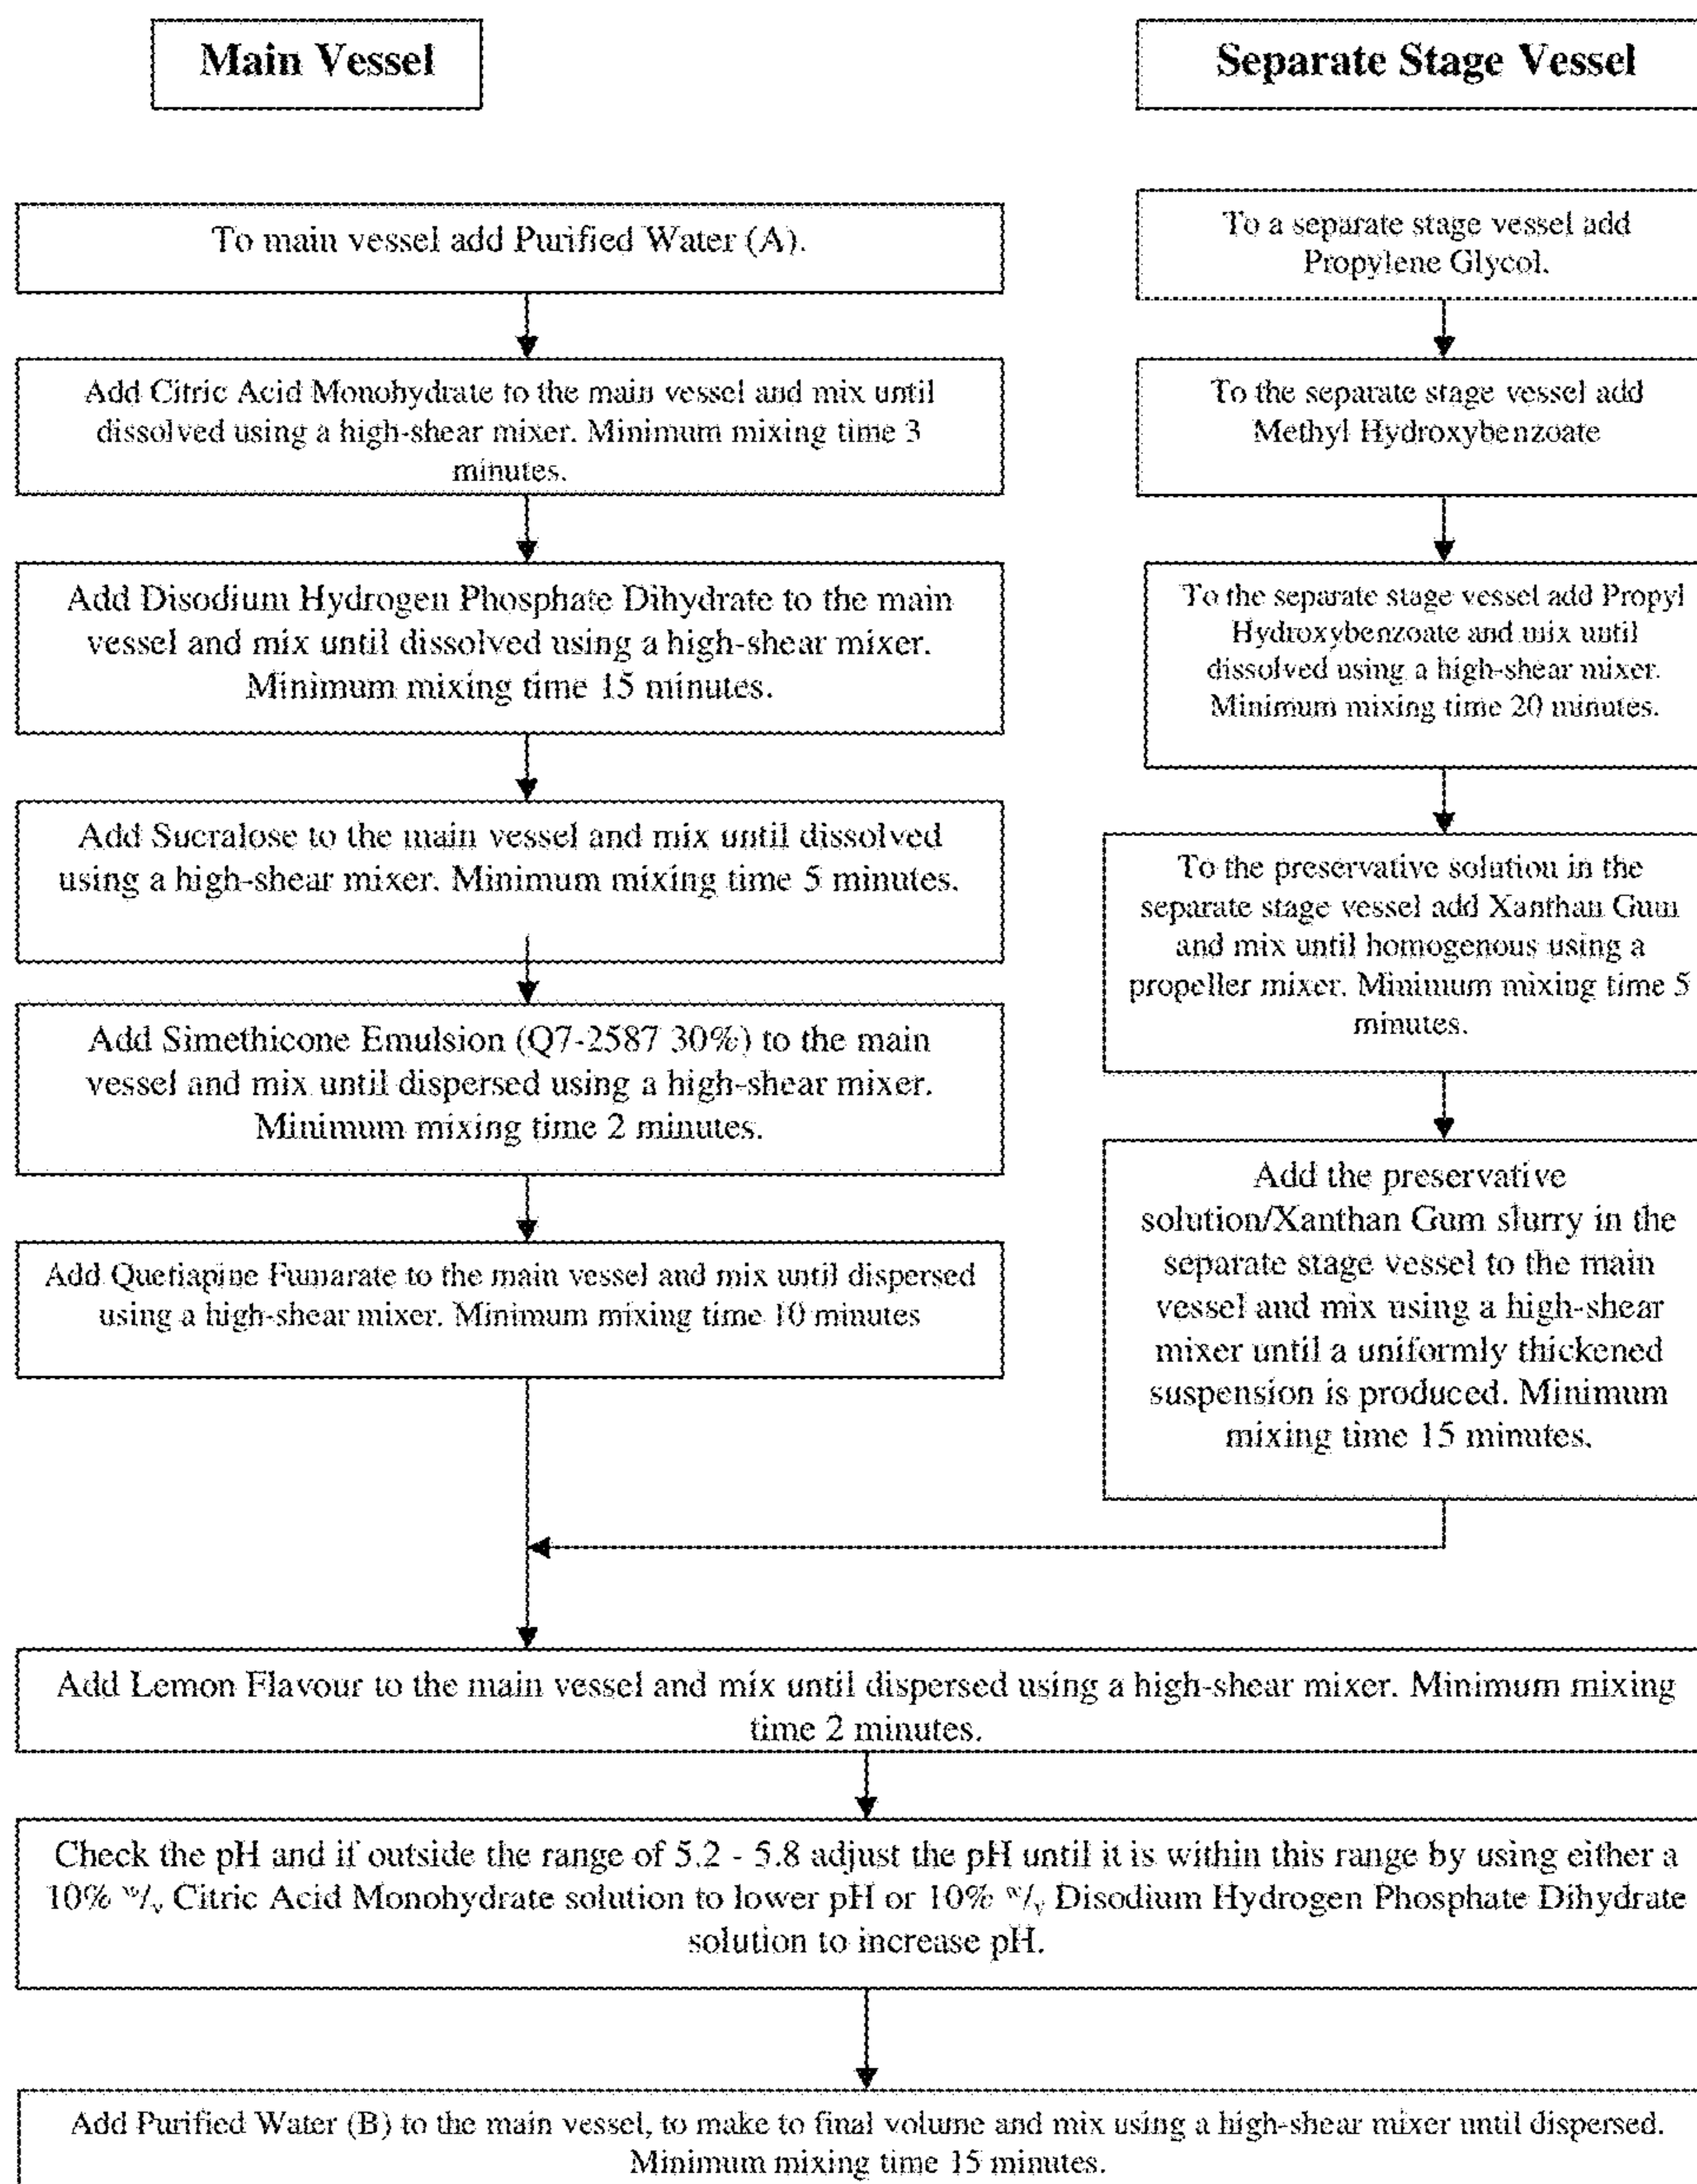 Main Vessel
To main vessel add Purified Water (A).
Add Citric Acid Monohydrate to the main vessel and mix until
dissolved using a high-shear mixer. Minimum mixing time 3
minutes.
Add Disodium Hydrogen Phosphate Dihydrate to the main
vessel and mix until dissolved using a high-shear mixer.
Minimum mixing time 15 minutes.
Add Sucralose to the main vessel and mix until dissolved
using a high-shear mixer. Minimum mixing time 5 minutes.
Add Simethicone Emulsion (Q7-2587 30%) to the main
vessel and mix until dispersed using a high-shear mixer.
Minimum mixing time 2 minutes.
Add Quetiapine Fumarate to the main vessel and mix until dispersed
using a high-shear mixer. Minimum mixing time 10 minutes
Separate Stage Vessel
To a separate stage vessel add
Propylene Glycol.
To the separate stage vessel add
Methyl Hydroxybenzoate
To the separate stage vessel add Propyl
Hydroxybenzoate and mix until
dissolved using a high-shear mixer.
Minimum mixing time 20 minutes.
To the preservative solution in the
separate stage vessel add Xanthan Gum
and mix until homogenous using a
propeller mixer. Minimum mixing time 5
minutes.
Add the preservative
solution/Xanthan Gum slurry in the
separate stage vessel to the main
vessel and mix using a high-shear
mixer until a uniformly thickened
suspension is produced. Minimum
mixing time 15 minutes.
Add Lemon Flavour to the main vessel and mix until dispersed using a high-shear mixer. Minimum mixing
time 2 minutes.
Check the pH and if outside the range of 5.2 - 5.8 adjust the pH until it is within this range by using either a
10% w/v Citric Acid Monohydrate solution to lower pH or 10% w/v Disodium Hydrogen Phosphate Dihydrate
solution to increase pH.
Add Purified Water (B) to the main vessel, to make to final volume and mix using a high-shear mixer until dispersed.
Minimum mixing time 15 minutes.